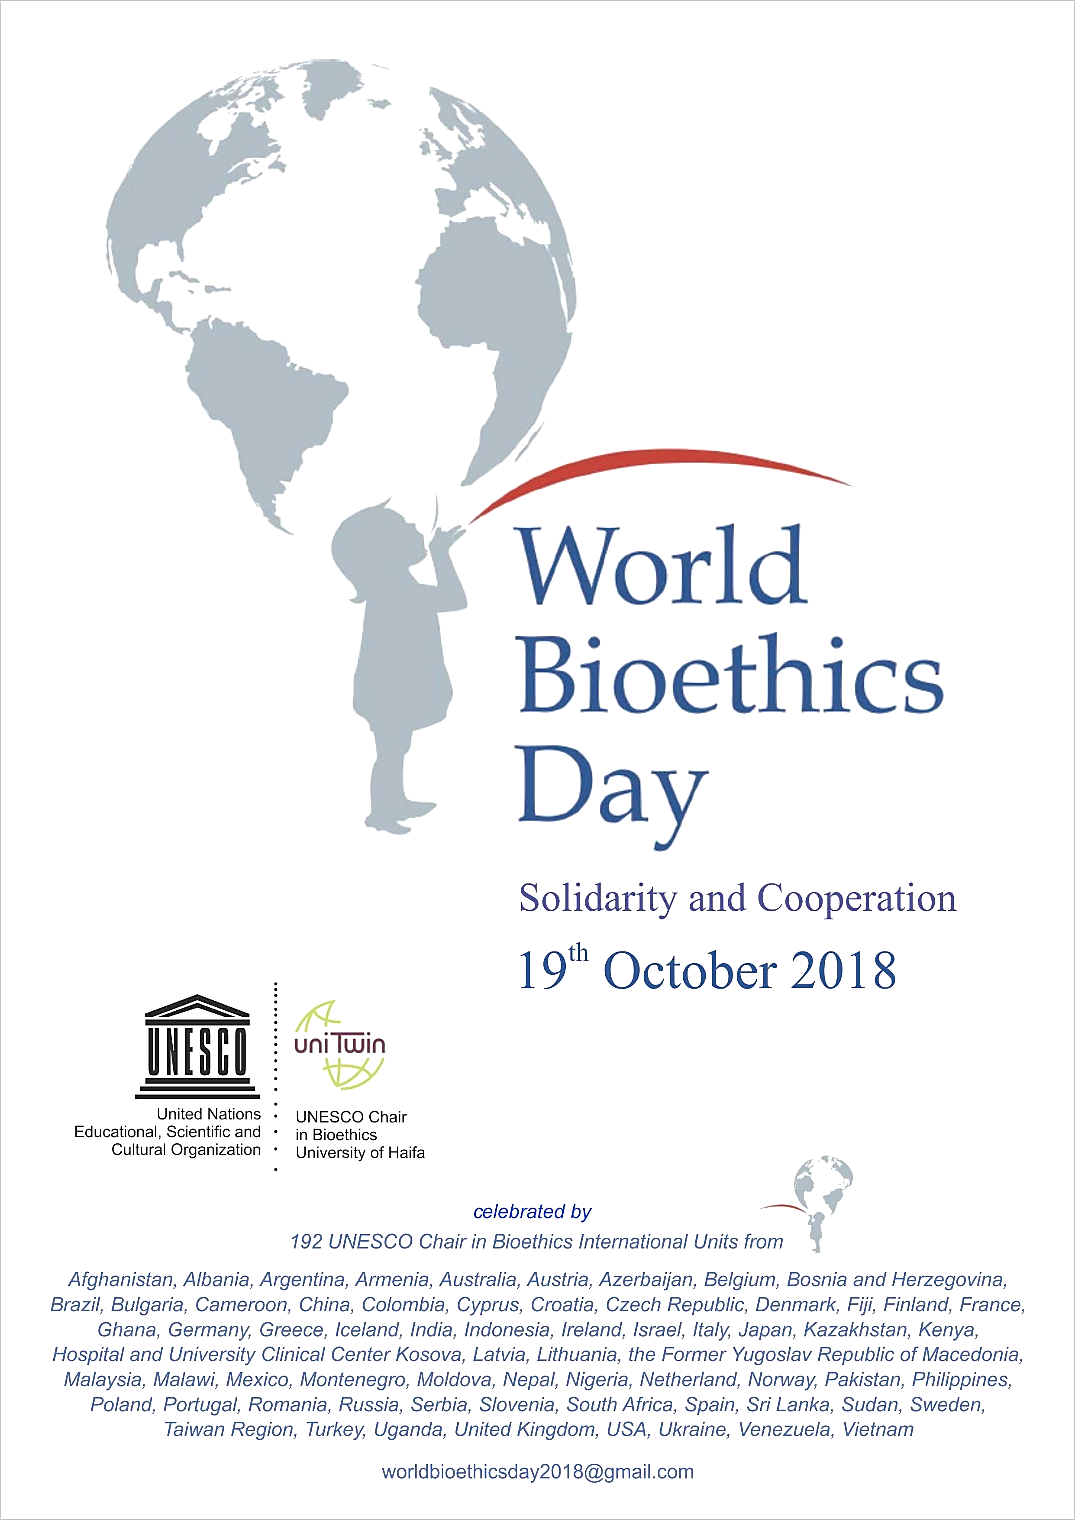 World
Bioethics
Day
Solidarity and Cooperation
19th October 2018
UNESCO
United Nations
Educational, Scientific and
Cultural Organization
uniTwin
UNESCO Chair
in Bioethics
University of Haifa
celebrated by
192 UNESCO Chair in Bioethics International Units from
Afghanistan, Albania, Argentina, Armenia, Australia, Austria, Azerbaijan, Belgium, Bosnia and Herzegovina,
Brazil, Bulgaria, Cameroon, China, Colombia, Cyprus, Croatia, Czech Republic, Denmark, Fiji, Finland, France,
Ghana, Germany, Greece, Iceland, India, Indonesia, Ireland, Israel, Italy, Japan, Kazakhstan, Kenya,
Hospital and University Clinical Center Kosova, Latvia, Lithuania, the Former Yugoslav Republic of Macedonia,
Malaysia, Malawi, Mexico, Montenegro, Moldova, Nepal, Nigeria, Netherland, Norway, Pakistan, Philippines,
Poland, Portugal, Romania, Russia, Serbia, Slovenia, South Africa, Spain, Sri Lanka, Sudan, Sweden,
Taiwan Region, Turkey, Uganda, United Kingdom, USA, Ukraine, Venezuela, Vietnam
worldbioethicsday2018@gmail.com